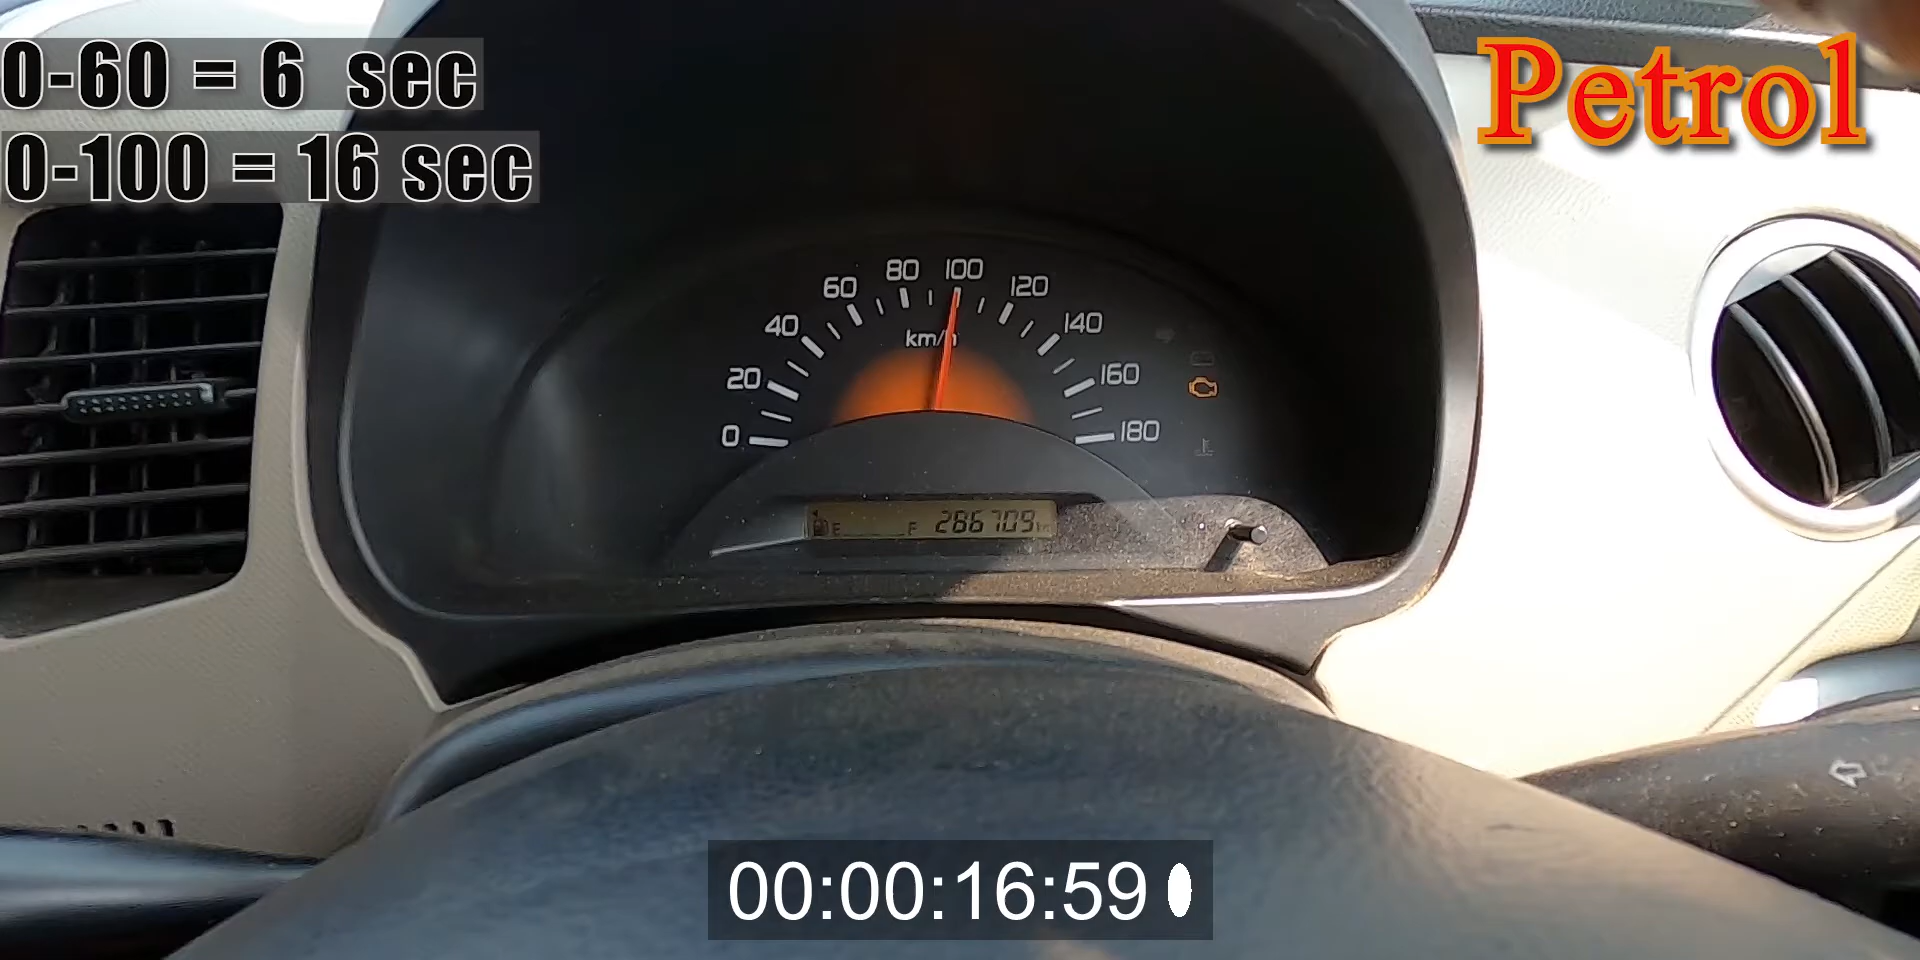 0-60 = 6 sec
Petrol
0-100 = 16 sec
80 100
60 120
40 140
km/h
20 160
0 180
E F 286709
00:00:16:59